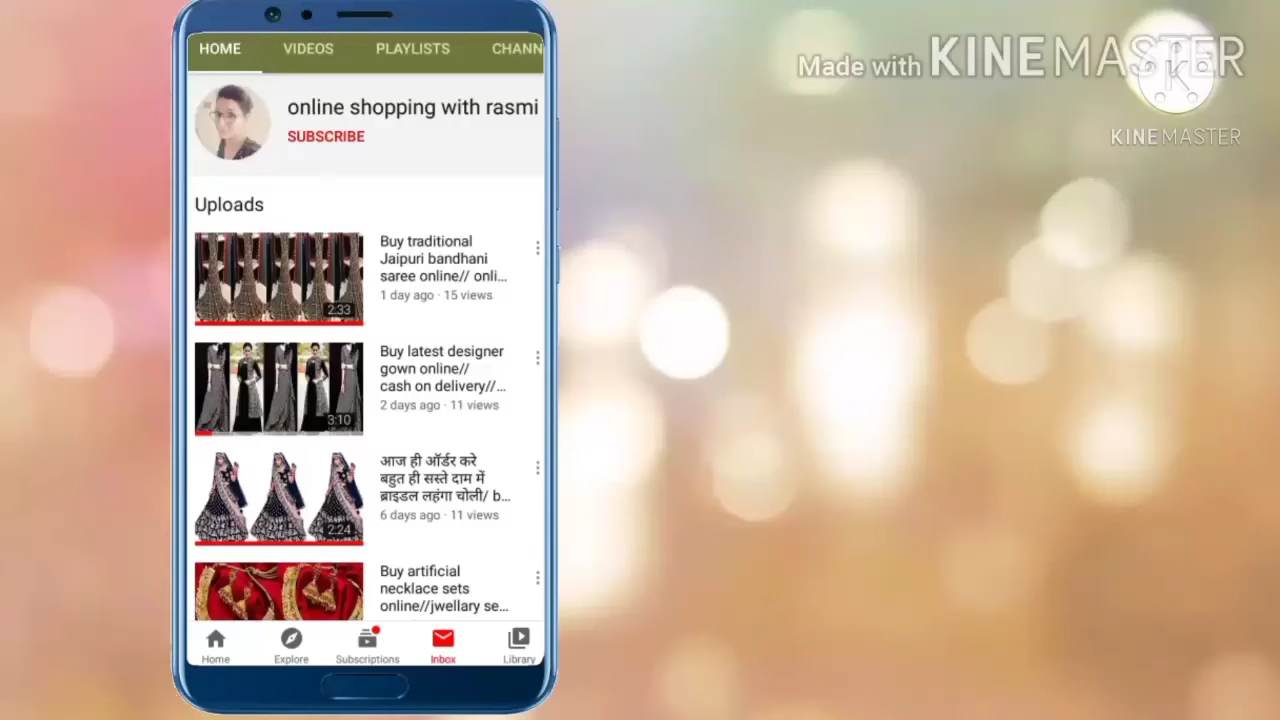 HOME VIDEOS PLAYLISTS CHANN
Made with KINEMASTER
KINEMASTER
online shopping with rasmi
SUBSCRIBE
Uploads
Buy traditional
Jaipuri bandhani
saree online// onli...
1 day ago · 15 views
2:33
Buy latest designer
gown online//
cash on delivery//...
2 days ago · 11 views
3:10
आज ही ऑर्डर करे
बहुत ही सस्ते दाम में
ब्राइडल लहंगा चोली/ b...
6 days ago · 11 views
2:24
Buy artificial
necklace sets
online//jwellary se...
Home Explore Subscriptions Inbox Library